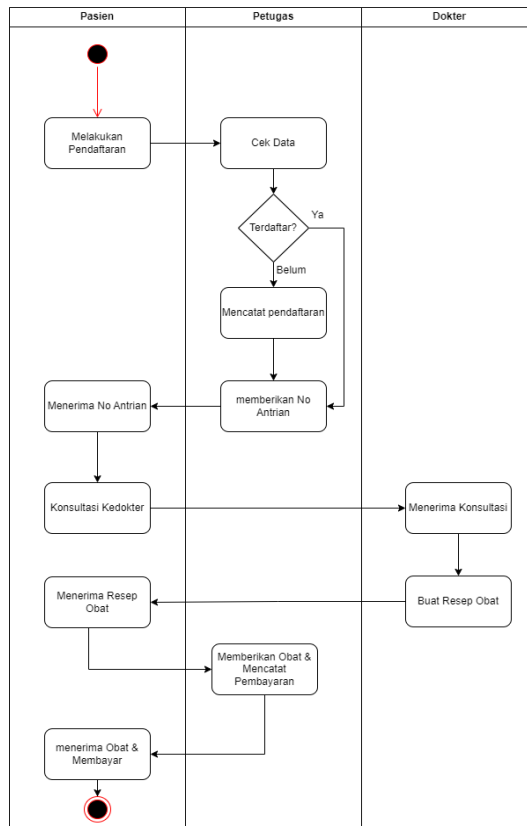 Pasien
Petugas
Dokter
Melakukan
Pendaftaran
Cek Data
Terdaftar?
Ya
Belum
Mencatat pendaftaran
memberikan No
Antrian
Menerima No Antrian
Konsultasi Kedokter
Menerima Konsultasi
Buat Resep Obat
Menerima Resep
Obat
Memberikan Obat &
Mencatat
Pembayaran
menerima Obat &
Membayar